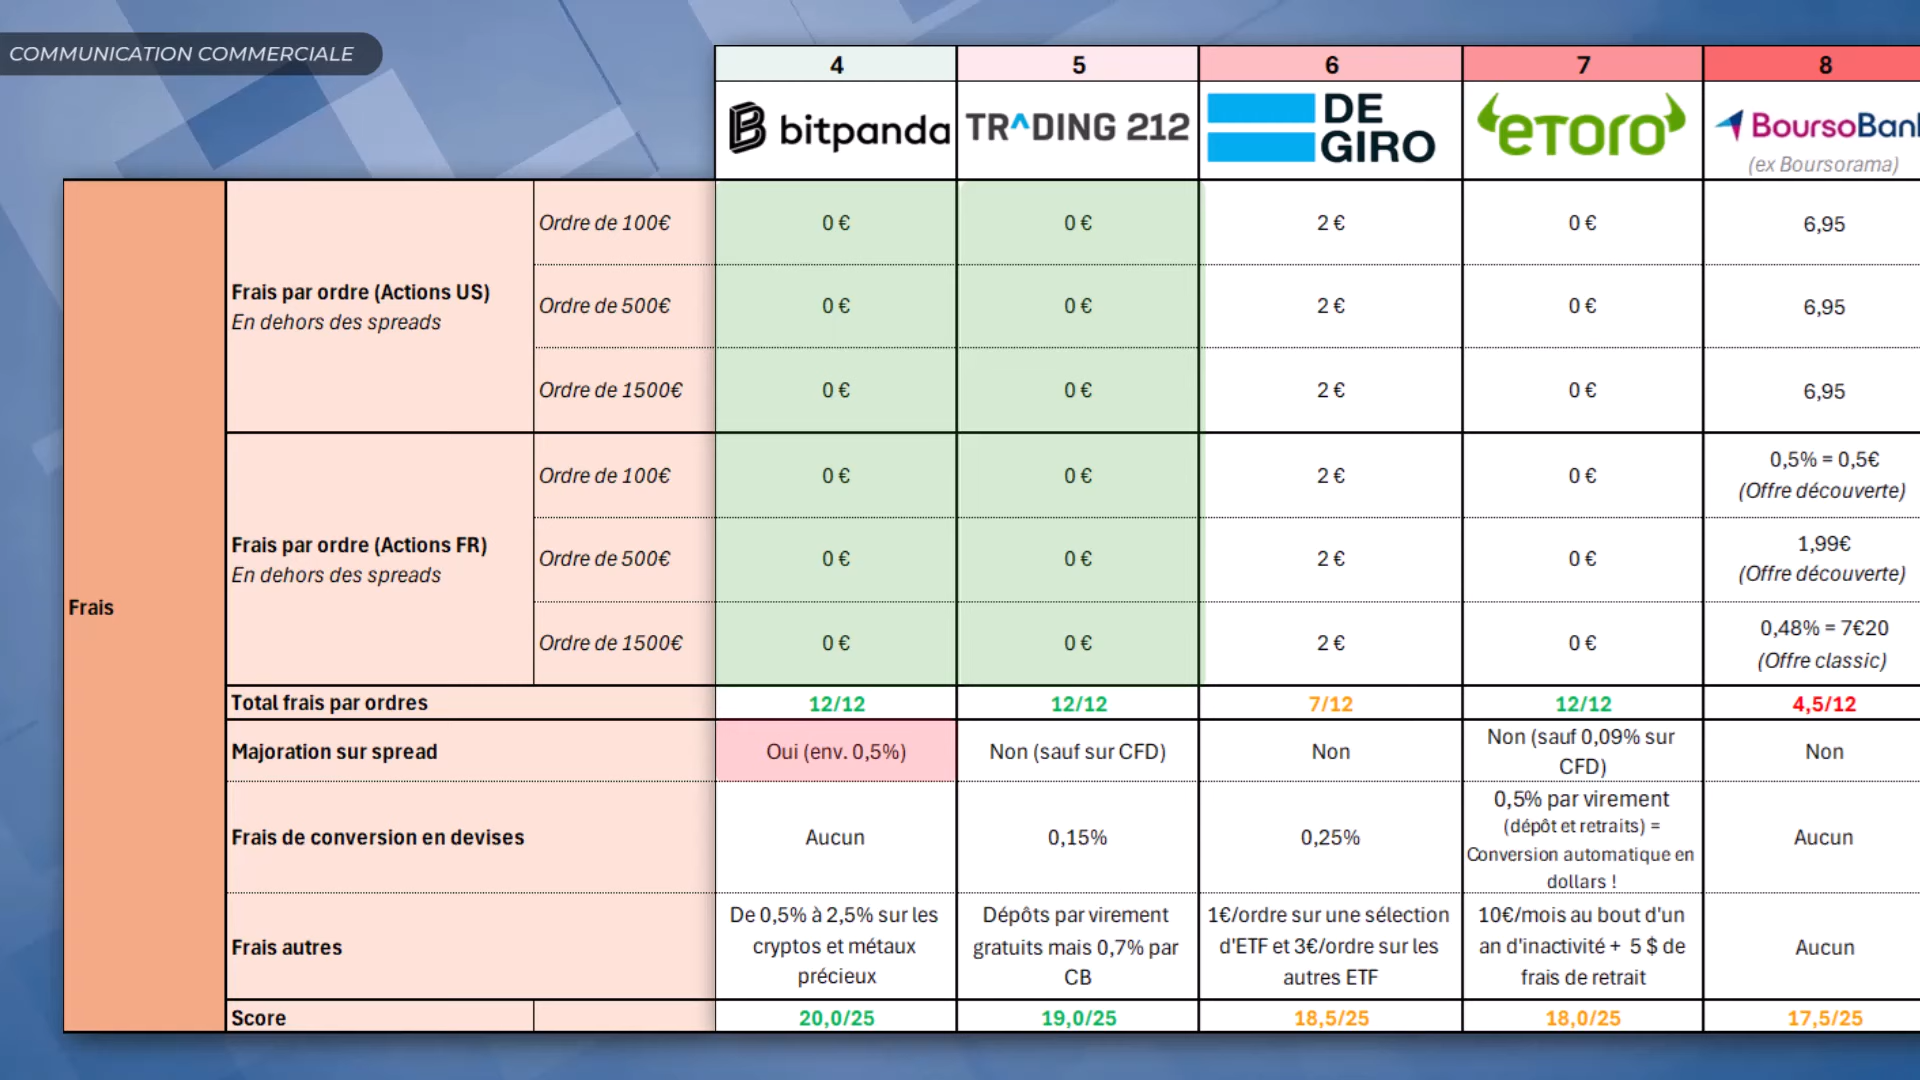 COMMUNICATION COMMERCIALE
4 5 6 7 8
bitpanda TRADING 212 DE GIRO eTORO BoursoBank
(ex Boursorama)
Frais
Frais par ordre (Actions US)
En dehors des spreads
Ordre de 100€ 0 € 0 € 2 € 0 € 6,95
Ordre de 500€ 0 € 0 € 2 € 0 € 6,95
Ordre de 1500€ 0 € 0 € 2 € 0 € 6,95
Frais par ordre (Actions FR)
En dehors des spreads
Ordre de 100€ 0 € 0 € 2 € 0 € 0,5% = 0,5€
(Offre découverte)
Ordre de 500€ 0 € 0 € 2 € 0 € 1,99€
(Offre découverte)
Ordre de 1500€ 0 € 0 € 2 € 0 € 0,48% = 7€20
(Offre classic)
Total frais par ordres 12/12 12/12 7/12 12/12 4,5/12
Majoration sur spread Oui (env. 0,5%) Non (sauf sur CFD) Non Non (sauf 0,09% sur
CFD) Non
Frais de conversion en devises Aucun 0,15% 0,25% 0,5% par virement
(dépôt et retraits) =
Conversion automatique en
dollars ! Aucun
Frais autres
De 0,5% à 2,5% sur les
cryptos et métaux
précieux
Dépôts par virement
gratuits mais 0,7% par
CB
1€/ordre sur une sélection
d'ETF et 3€/ordre sur les
autres ETF
10€/mois au bout d'un
an d'inactivité + 5 $ de
frais de retrait
Aucun
Score 20,0/25 19,0/25 18,5/25 18,0/25 17,5/25